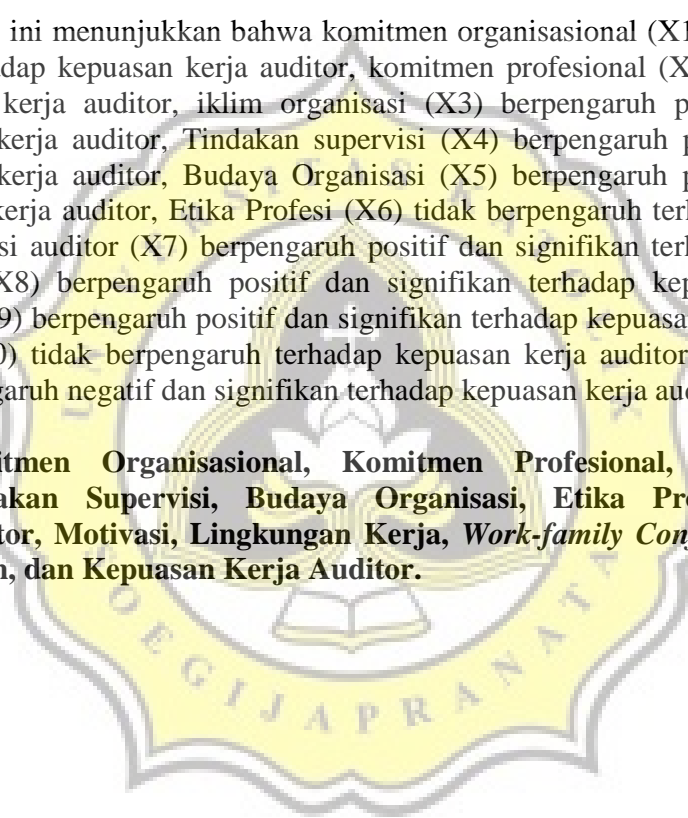 ini menunjukkan bahwa komitmen organisasional (X1
dap kepuasan kerja auditor, komitmen profesional (X
kerja auditor, iklim organisasi (X3) berpengaruh p
kerja auditor, Tindakan supervisi (X4) berpengaruh p
kerja auditor, Budaya Organisasi (X5) berpengaruh p
kerja auditor, Etika Profesi (X6) tidak berpengaruh ter
si auditor (X7) berpengaruh positif dan signifikan terh
X8) berpengaruh positif dan signifikan terhadap kep
9) berpengaruh positif dan signifikan terhadap kepuasa
0) tidak berpengaruh terhadap kepuasan kerja auditor
garuh negatif dan signifikan terhadap kepuasan kerja au
itmen Organisasional, Komitmen Profesional,
akan Supervisi, Budaya Organisasi, Etika Pro
tor, Motivasi, Lingkungan Kerja, Work-family Con
n, dan Kepuasan Kerja Auditor.
OEGIJAPRANATA